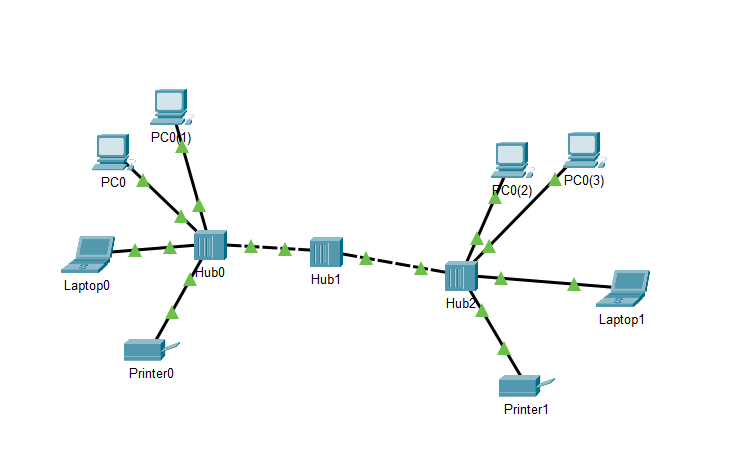 PC0(1)
PC0
PC0(2)
PC0(3)
Laptop0
Hub0
Hub1
Hub2
Laptop1
Printer0
Printer1